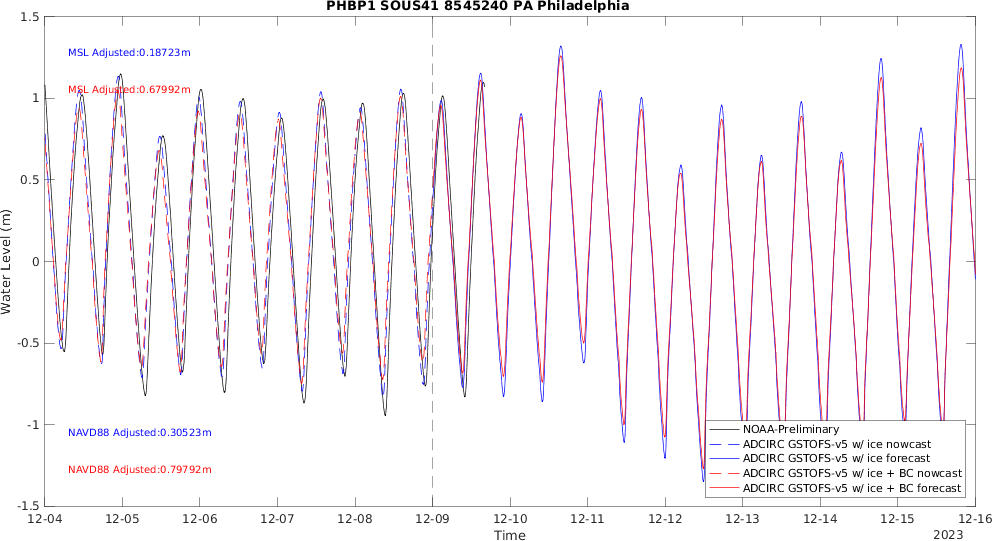 PHBP1 SOUS41 8545240 PA Philadelphia
1.5
1
0.5
0
-0.5
-1
-1.5
Water Level (m)
MSL Adjusted:0.18723m
MSL Adjusted:0.67992m
NAVD88 Adjusted:0.30523m
NAVD88 Adjusted:0.79792m
NOAA-Preliminary
ADCIRC GSTOFS-v5 w/ ice nowcast
ADCIRC GSTOFS-v5 w/ ice forecast
ADCIRC GSTOFS-v5 w/ ice + BC nowcast
ADCIRC GSTOFS-v5 w/ ice + BC forecast
12-04 12-05 12-06 12-07 12-08 12-09 12-10 12-11 12-12 12-13 12-14 12-15 12-16
Time
2023